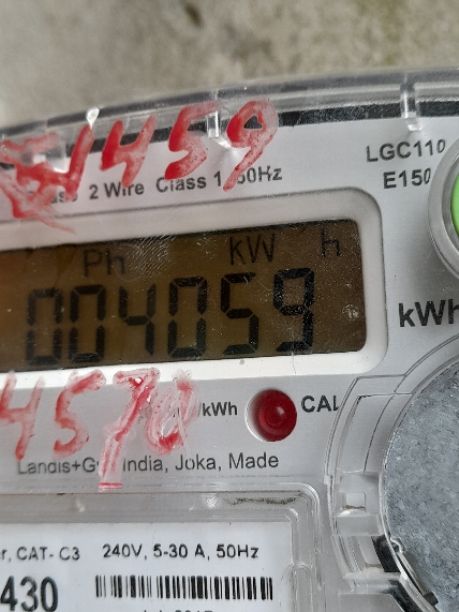 1459
LGC110
2 Wire Class 1 50Hz
E150
Ph kW h
004059
kWh
4570
/kWh
CAL
Landis+G India, Joka, Made
CAT- C3 240V, 5-30 A, 50Hz
430